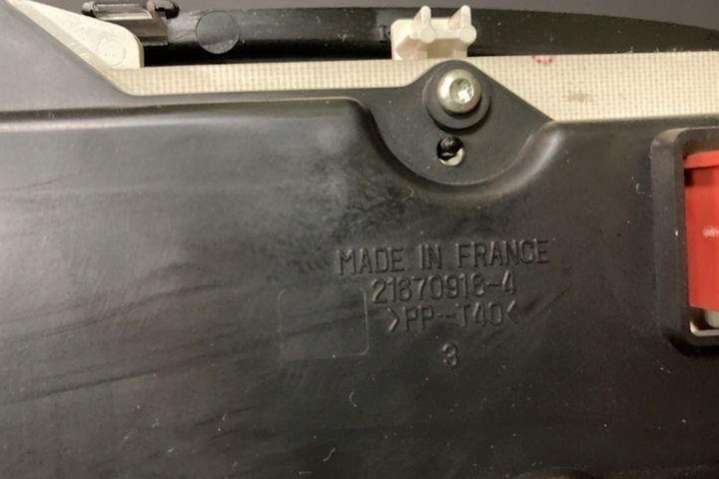 MADE IN FRANCE
21670916-4
>PP-T40<
3